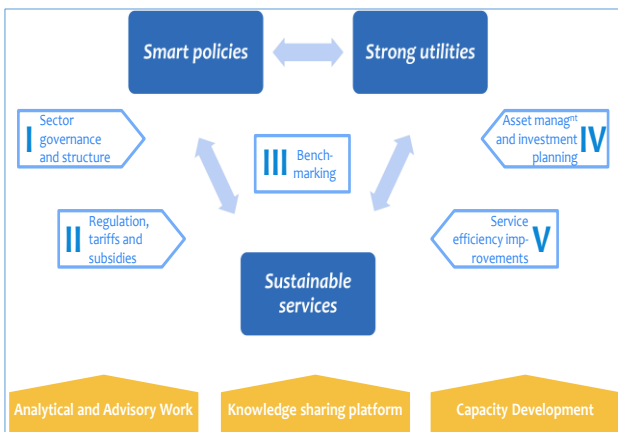 Smart policies
Strong utilities
I
Sector
governance
and structure
III
Bench-
marking
Asset managnt
and investment
planning
IV
II
Regulation,
tariffs and
subsidies
Service
efficiency imp-
rovements
V
Sustainable
services
Analytical and Advisory Work
Knowledge sharing platform
Capacity Development